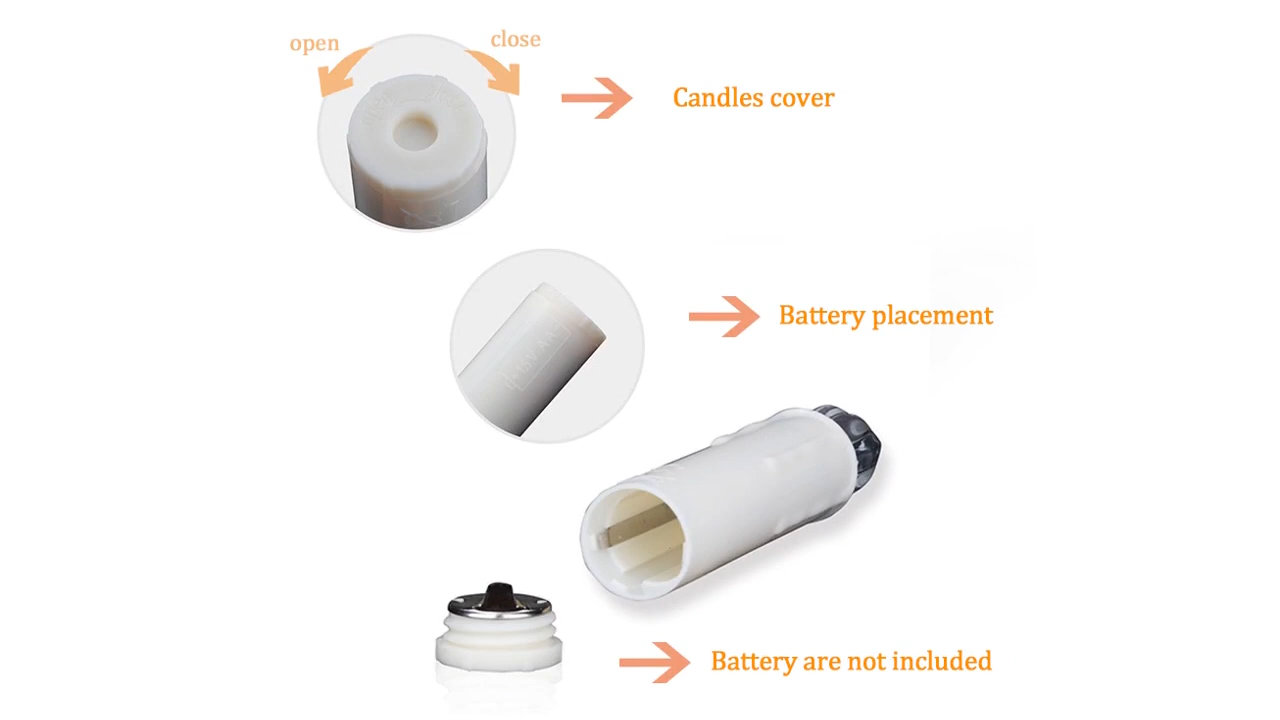 open
close
Candles cover
Battery placement
Battery are not included